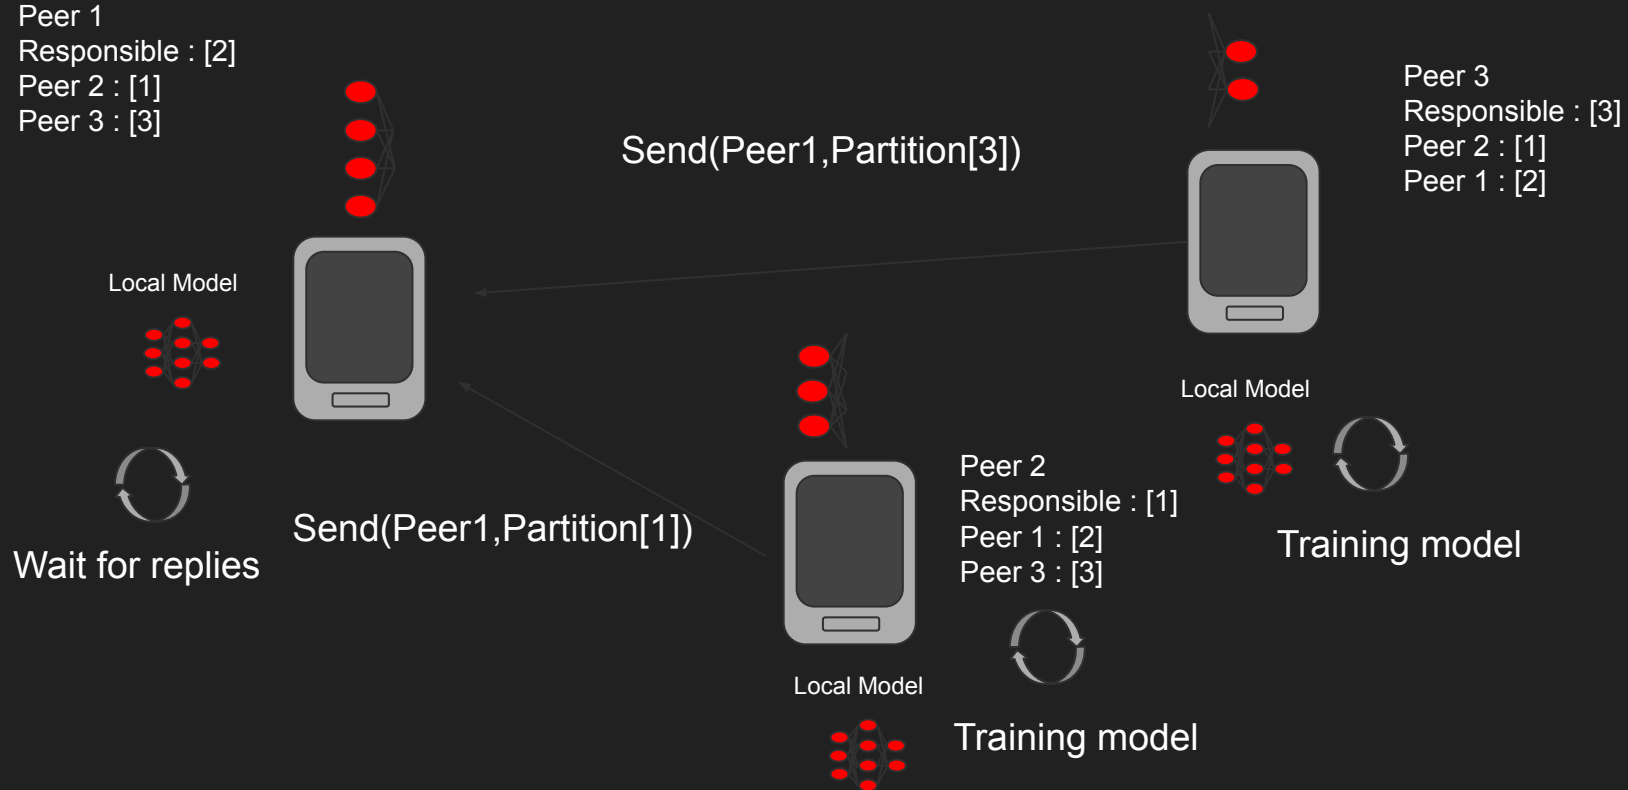 Peer 1
Responsible : [2]
Peer 2 : [1]
Peer 3 : [3]
Send(Peer1,Partition[3])
Peer 3
Responsible : [3]
Peer 2 : [1]
Peer 1 : [2]
Local Model
Local Model
Wait for replies
Send(Peer1,Partition[1])
Peer 2
Responsible : [1]
Peer 1 : [2]
Peer 3 : [3]
Training model
Local Model
Training model